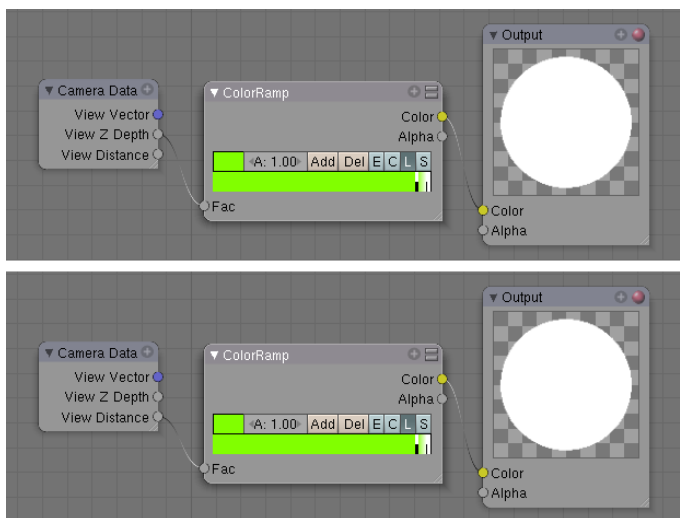 Output
Camera Data
ColorRamp
View Vector
Color
View Z Depth
Alpha
View Distance
A: 1.00 Add Del E C L S
Fac
Color
Alpha
Output
Camera Data
ColorRamp
View Vector
Color
View Z Depth
Alpha
View Distance
A: 1.00 Add Del E C L S
Fac
Color
Alpha